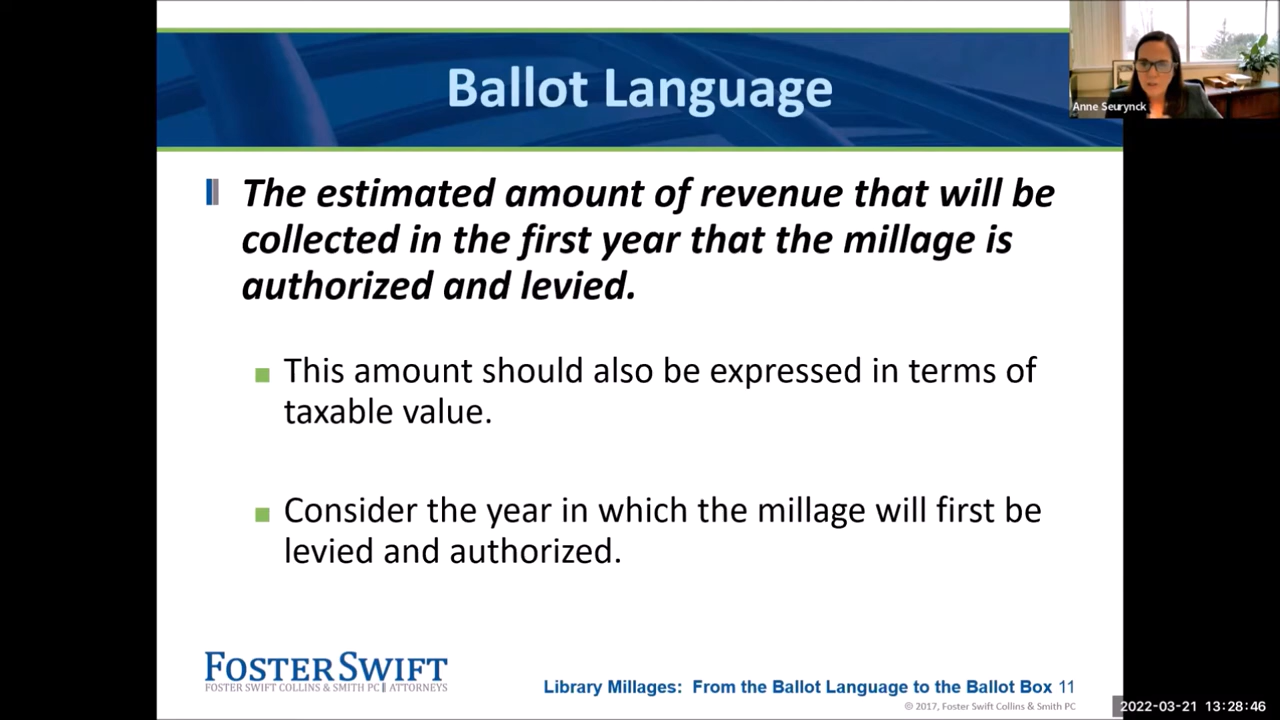 Ballot Language
Anne Seurynck
The estimated amount of revenue that will be
collected in the first year that the millage is
authorized and levied.
This amount should also be expressed in terms of
taxable value.
Consider the year in which the millage will first be
levied and authorized.
FOSTER SWIFT
FOSTER SWIFT COLLINS & SMITH PC || ATTORNEYS
Library Millages: From the Ballot Language to the Ballot Box 11
© 2017, Foster Swift Collins & Smith PC
2022-03-21 13:28:46